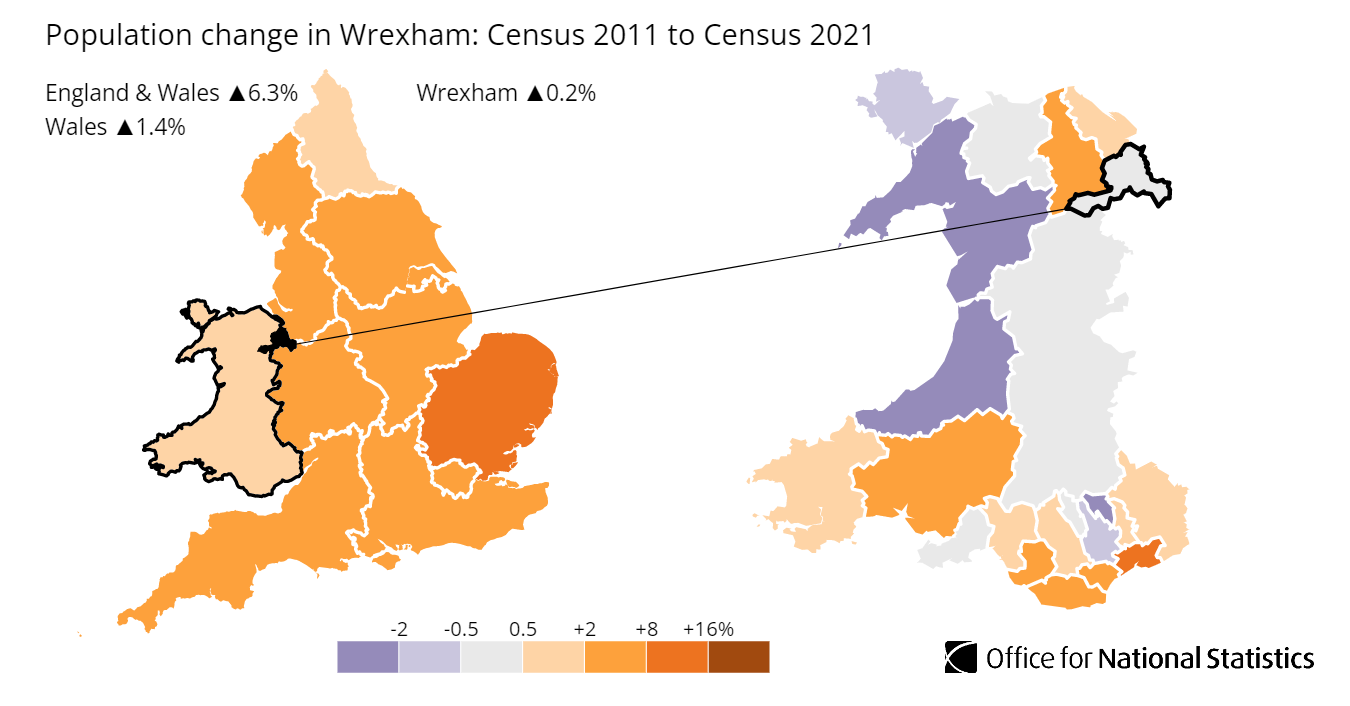 Population change in Wrexham: Census 2011 to Census 2021
England & Wales ▲6.3%
Wrexham ▲0.2%
Wales ▲1.4%
-2 -0.5 0.5 +2 +8 +16%
Office for National Statistics